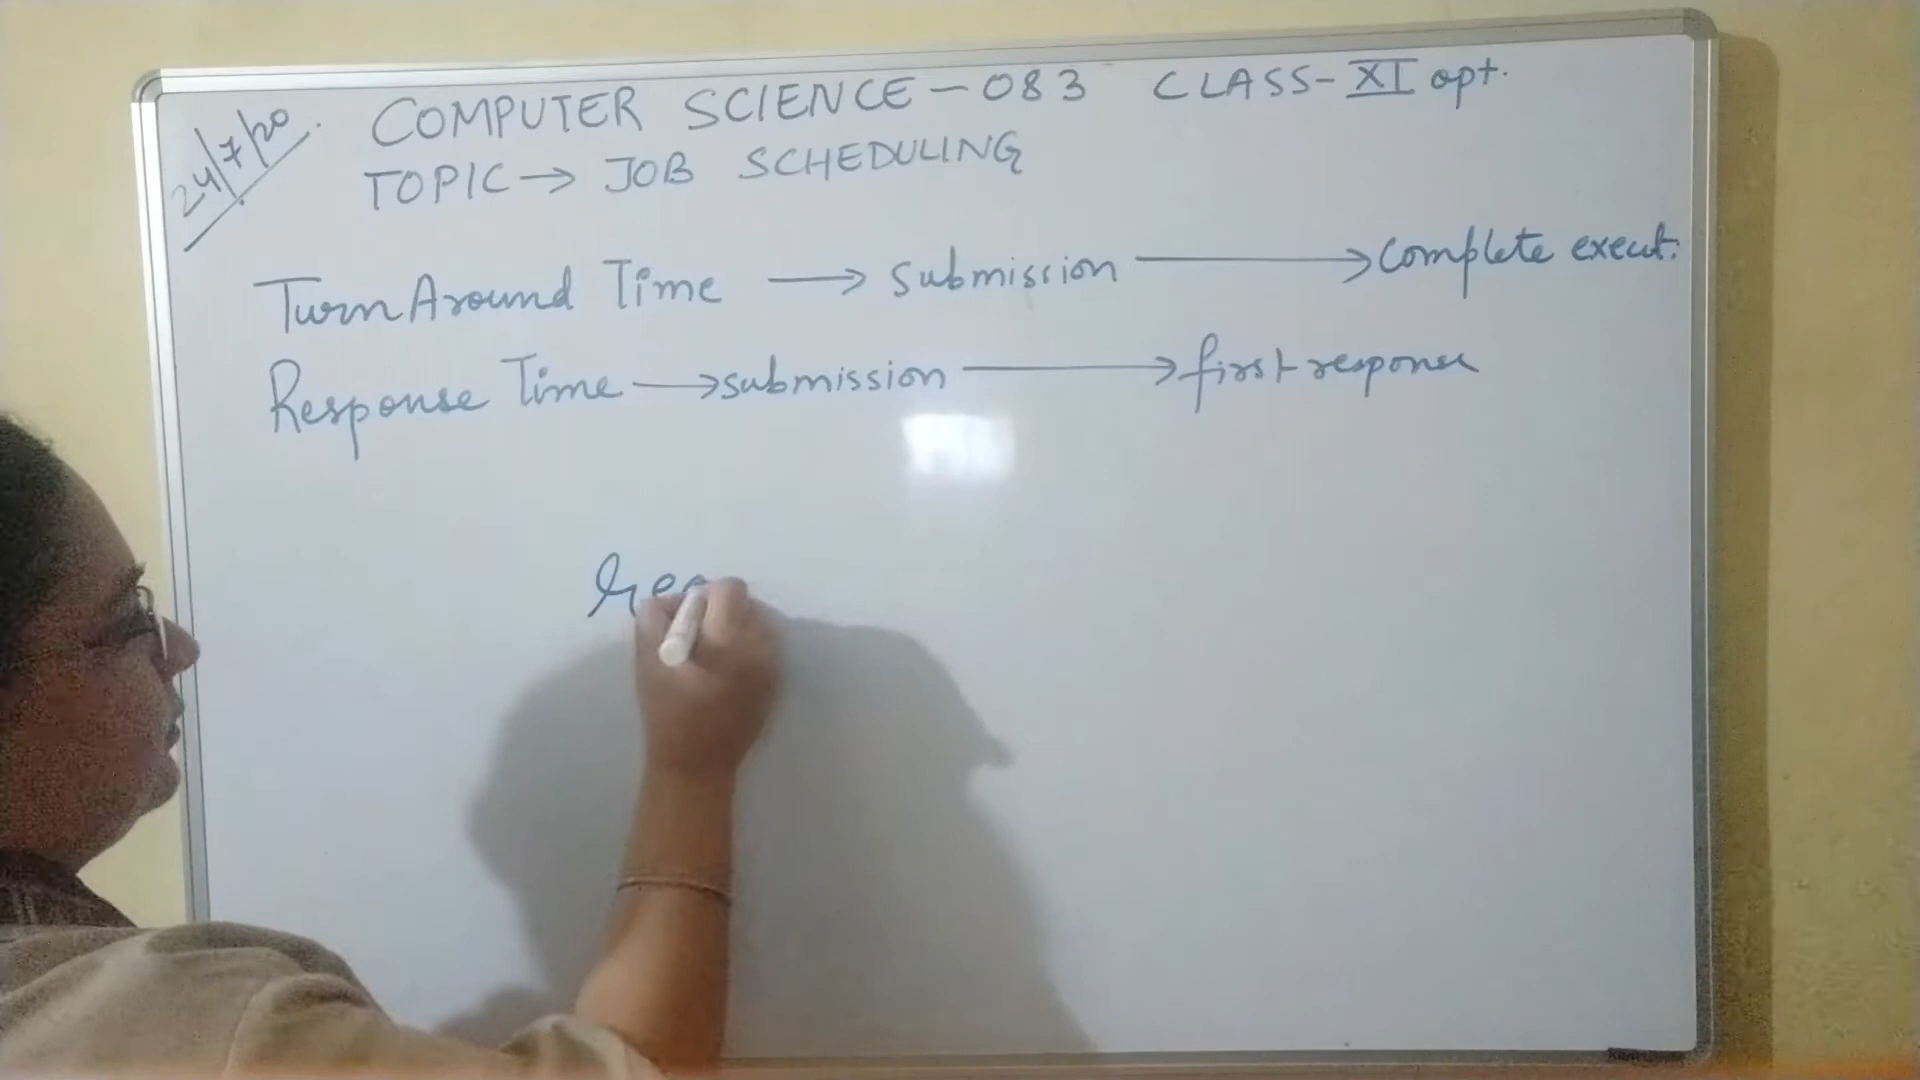 24/7/20. COMPUTER SCIENCE - 083 CLASS - XI opt.
TOPIC → JOB SCHEDULING
Turn Around Time → submission → complete execut.
Response Time → submission → first response